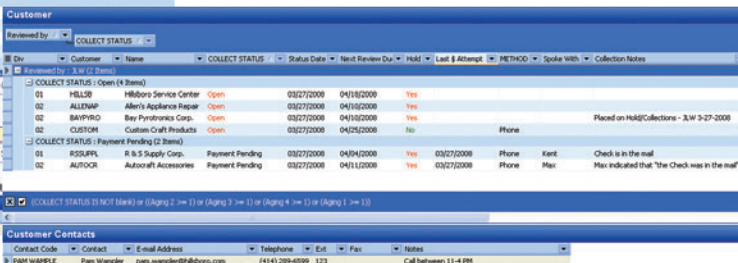 Customer
Reviewed by
COLLECT STATUS
Div Customer Name COLLECT STATUS Status Date Next Review Du Hold Last $ Attempt METHOD Spoke With Collection Notes
Reviewed by : JLW (2 Items)
COLLECT STATUS : Open (4 Items)
01 HILLSB Hillsboro Service Center Open 03/27/2008 04/18/2008 Yes
02 ALLENAP Allen's Appliance Repair Open 03/27/2008 04/10/2008 Yes
02 BAYPYRO Bay Pyrotronics Corp. Open 03/27/2008 04/10/2008 Yes Placed on Hold/Collections - JLW 3-27-2008
02 CUSTOM Custom Craft Products Open 03/27/2008 04/25/2008 No Phone
COLLECT STATUS : Payment Pending (2 Items)
01 RSSUPPL R & S Supply Corp. Payment Pending 03/27/2008 04/04/2008 Yes 03/27/2008 Phone Kent Check is in the mail
02 AUTOCR Autocraft Accessories Payment Pending 03/27/2008 04/11/2008 Yes 03/27/2008 Phone Max Max indicated that "the Check was in the mail"
(COLLECT STATUS IS NOT blank) or ((Aging 2 >= 1) or (Aging 3 >= 1) or (Aging 4 >= 1) or (Aging 1 >= 1))
Customer Contacts
Contact Code Contact E-mail Address Telephone Ext Fax Notes
PAM WAMPLE Pam Wampler pam.wampler@hillsboro.com (414) 289-6599 123 Call between 11-4 PM